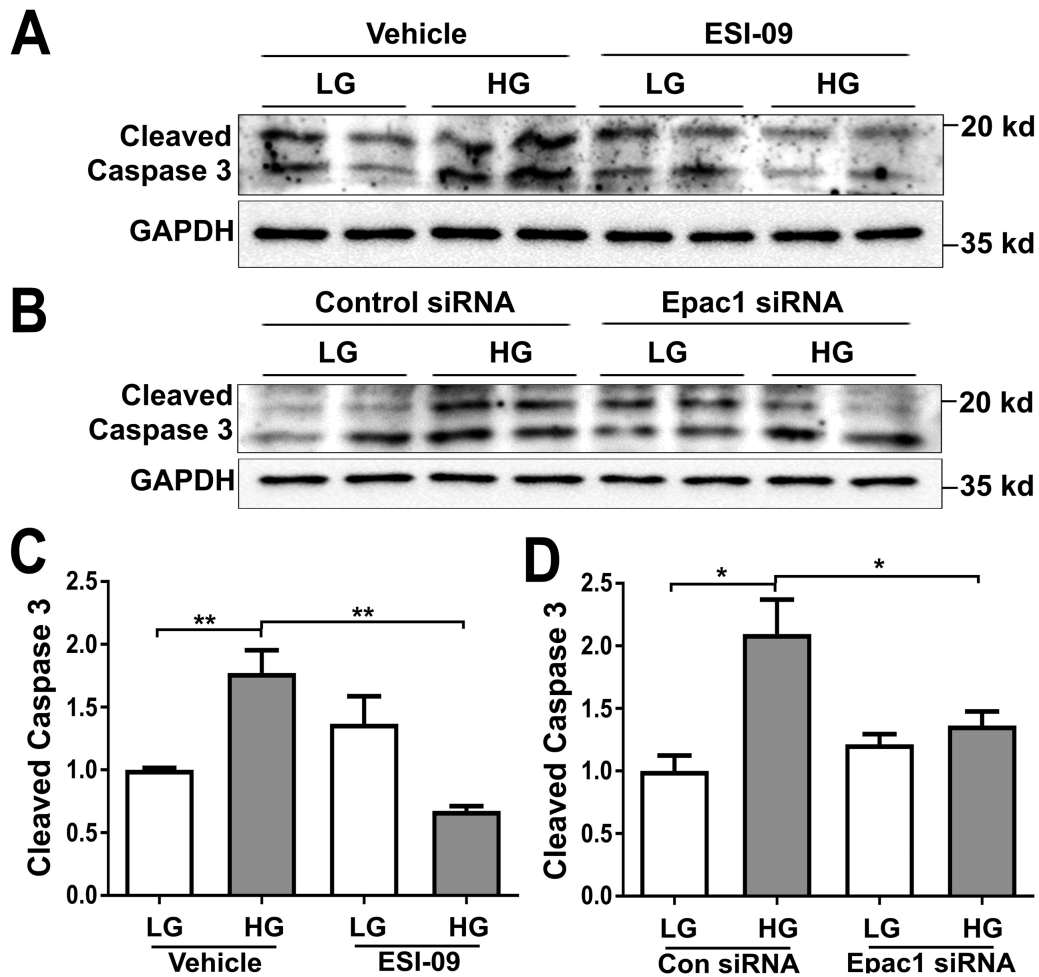 A
Vehicle ESI-09
LG HG LG HG
Cleaved
Caspase 3
20 kd
GAPDH
35 kd
B
Control siRNA Epac1 siRNA
LG HG LG HG
Cleaved
Caspase 3
20 kd
GAPDH
35 kd
C
Cleaved Caspase 3
2.5
2.0
1.5
1.0
0.5
0.0
** **
LG HG LG HG
Vehicle ESI-09
D
Cleaved Caspase 3
2.5
2.0
1.5
1.0
0.5
0.0
* *
LG HG LG HG
Con siRNA Epac1 siRNA